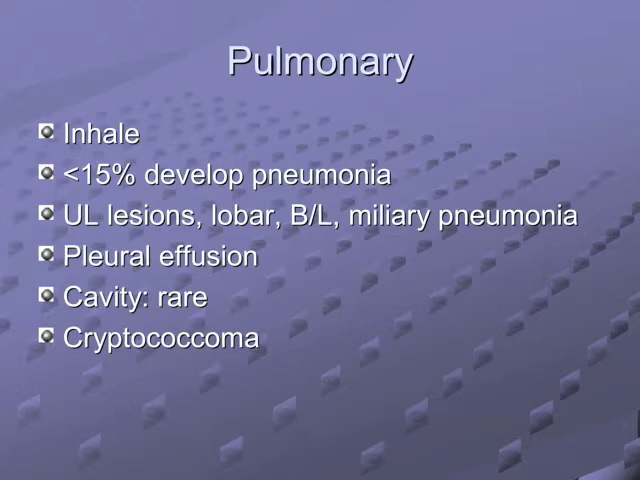 Pulmonary
Inhale
<15% develop pneumonia
UL lesions, lobar, B/L, miliary pneumonia
Pleural effusion
Cavity: rare
Cryptococcoma